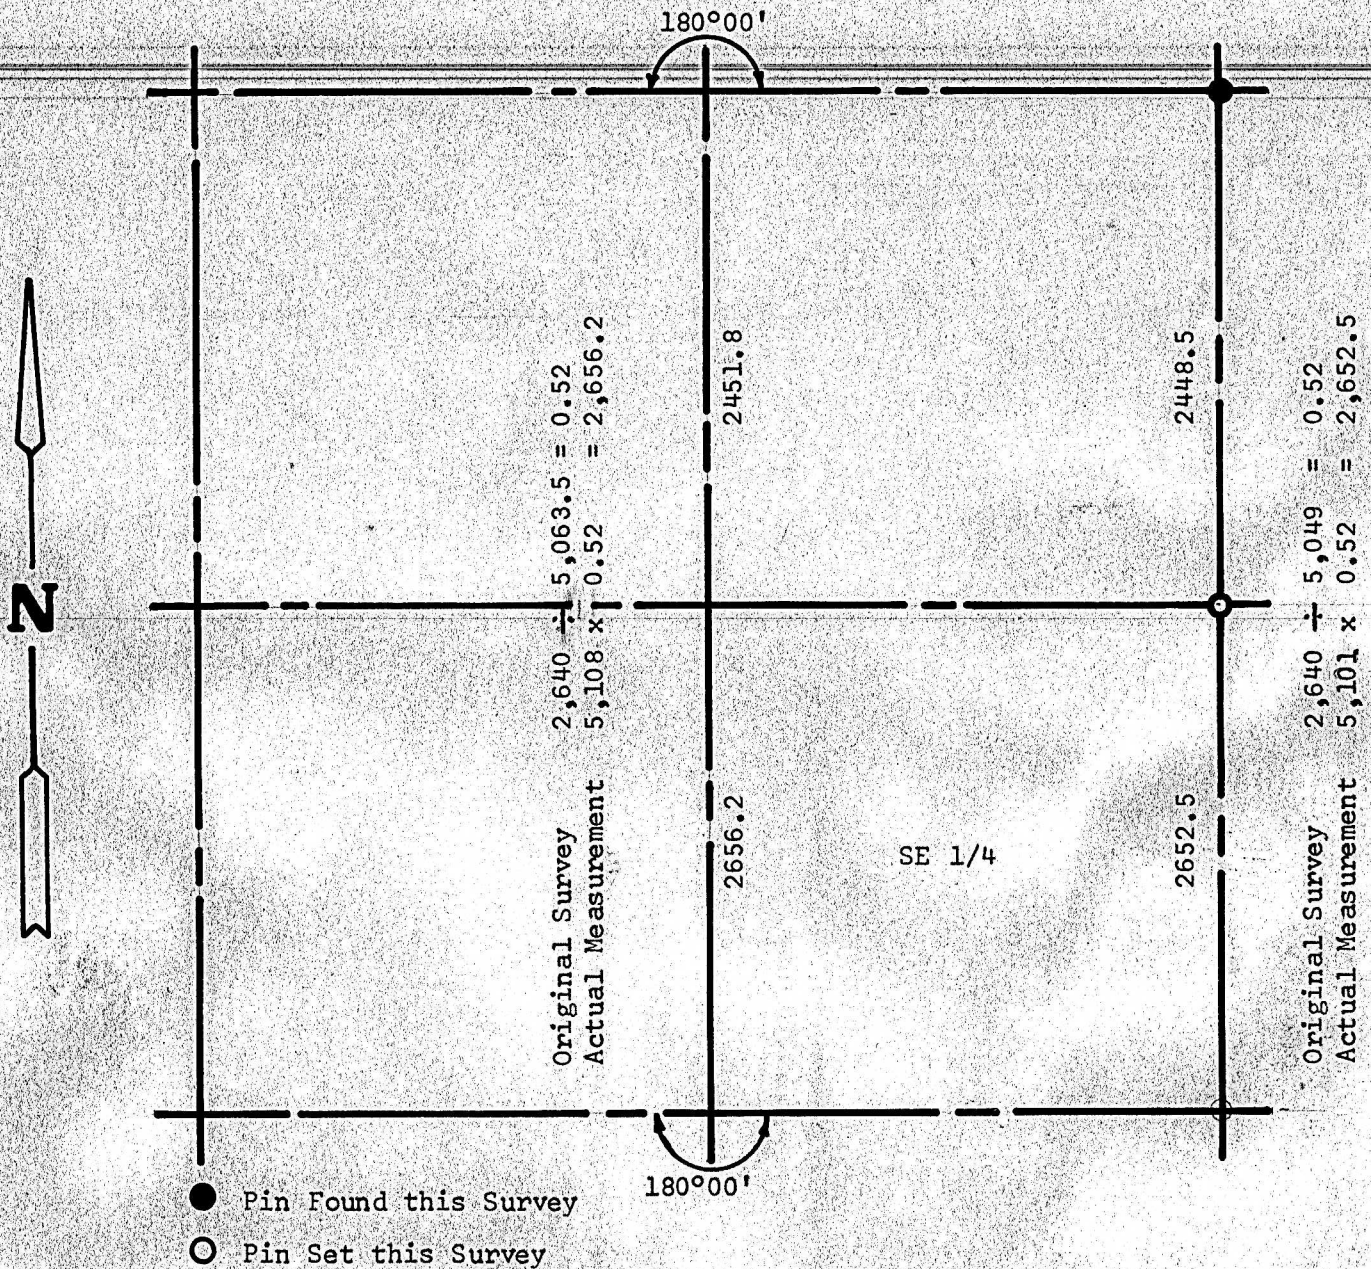 180°00'
2,640 ÷ 5,063.5 = 0.52
Original Survey
Actual Measurement 5,108 x 0.52 = 2,656.2
2451.8
2448.5
2,640 ÷ 5,049 = 0.52
Original Survey
Actual Measurement 5,101 x 0.52 = 2,652.5
N
2656.2
SE 1/4
2652.5
180°00'
Pin Found this Survey
Pin Set this Survey